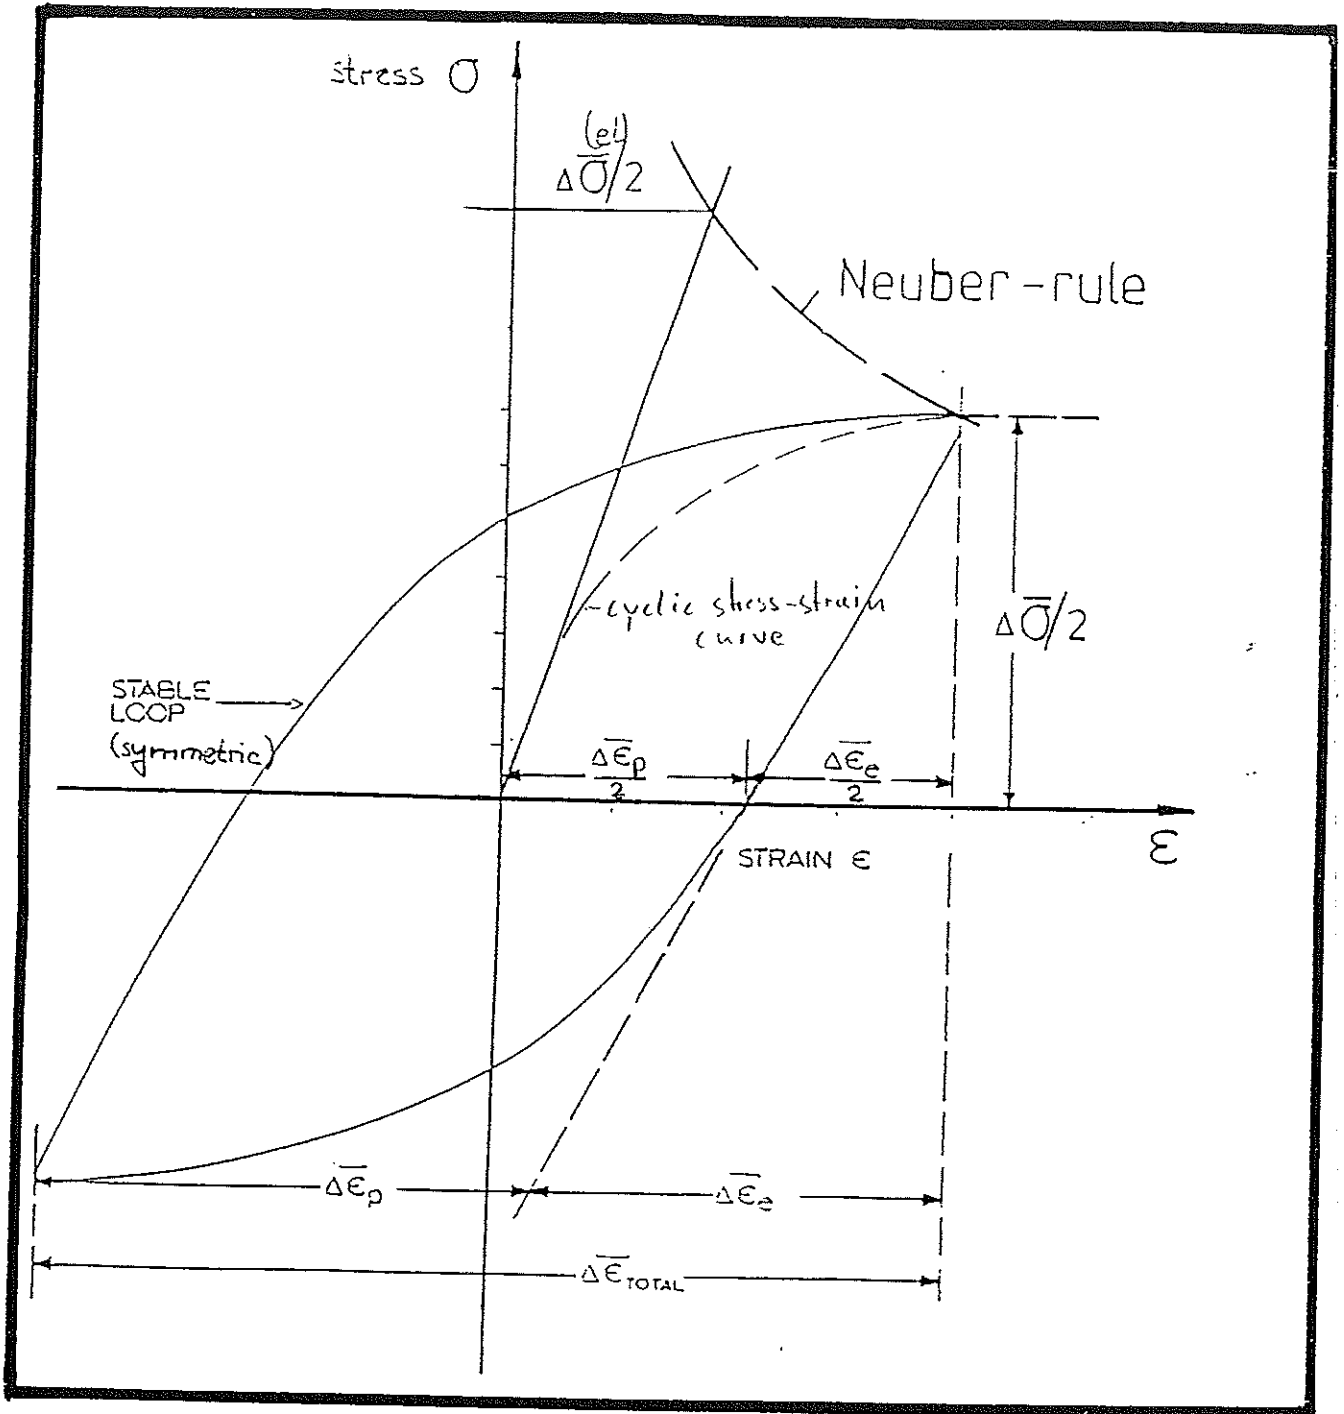 stress σ
(el)
Δσ̅/2
Neuber-rule
cyclic stress-strain
curve
Δσ̅/2
STABLE
LOOP
(symmetric)
Δε̅p/2
Δε̅e/2
ε
STRAIN ε
Δε̅p
Δε̅e
Δε̅TOTAL